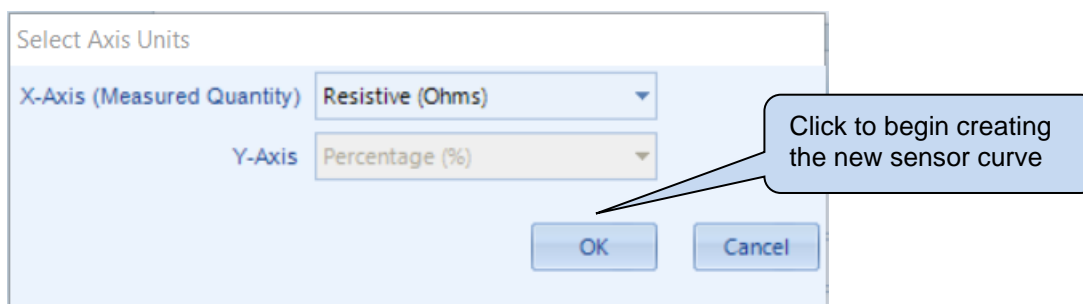 Select Axis Units
X-Axis (Measured Quantity) Resistive (Ohms)
Y-Axis Percentage (%)
Click to begin creating
the new sensor curve
OK Cancel